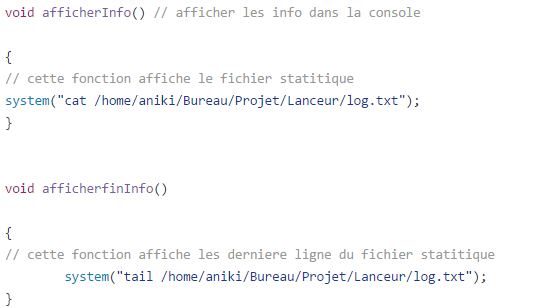 void afficherInfo() // afficher les info dans la console
{
// cette fonction affiche le fichier statitique
system("cat /home/aniki/Bureau/Projet/Lanceur/log.txt");
}
void afficherfinInfo()
{
// cette fonction affiche les derniere ligne du fichier statitique
system("tail /home/aniki/Bureau/Projet/Lanceur/log.txt");
}